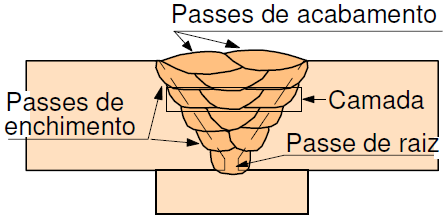 Passes de acabamento
Passes de
enchimento
Camada
Passe de raiz